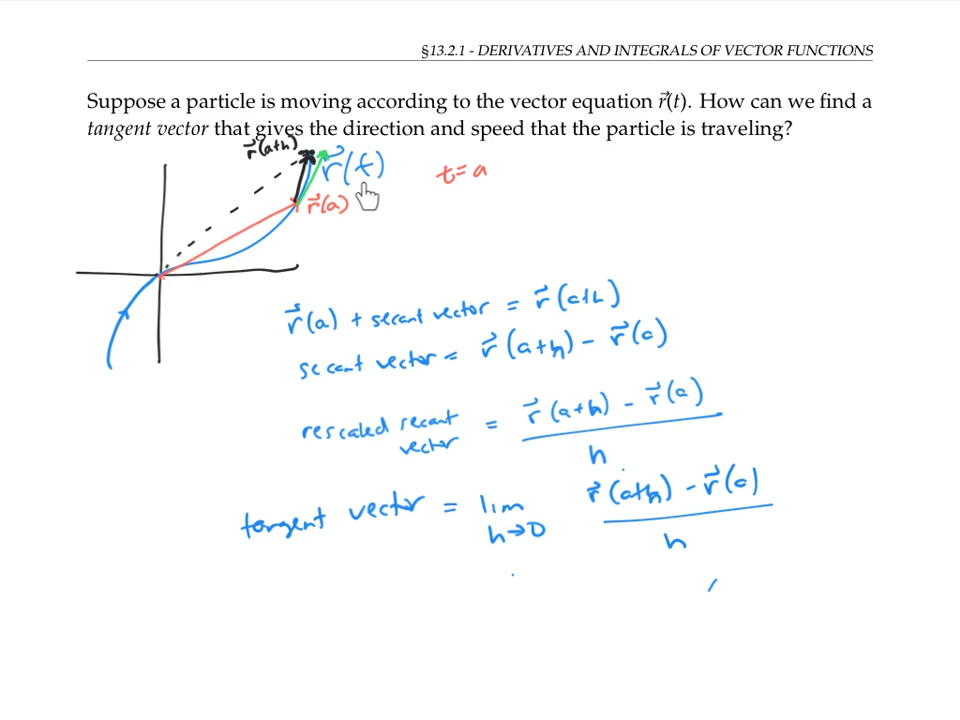 §13.2.1 - DERIVATIVES AND INTEGRALS OF VECTOR FUNCTIONS
Suppose a particle is moving according to the vector equation r⃗(t). How can we find a
tangent vector that gives the direction and speed that the particle is traveling?
r⃗(a+h)
r⃗(t)
t=a
r⃗(a)
r⃗(a) + secant vector = r⃗(a+h)
secant vector = r⃗(a+h) - r⃗(a)
rescaled secant vector = r⃗(a+h) - r⃗(a)
h
tangent vector = lim h→0 r⃗(a+h) - r⃗(a)
h